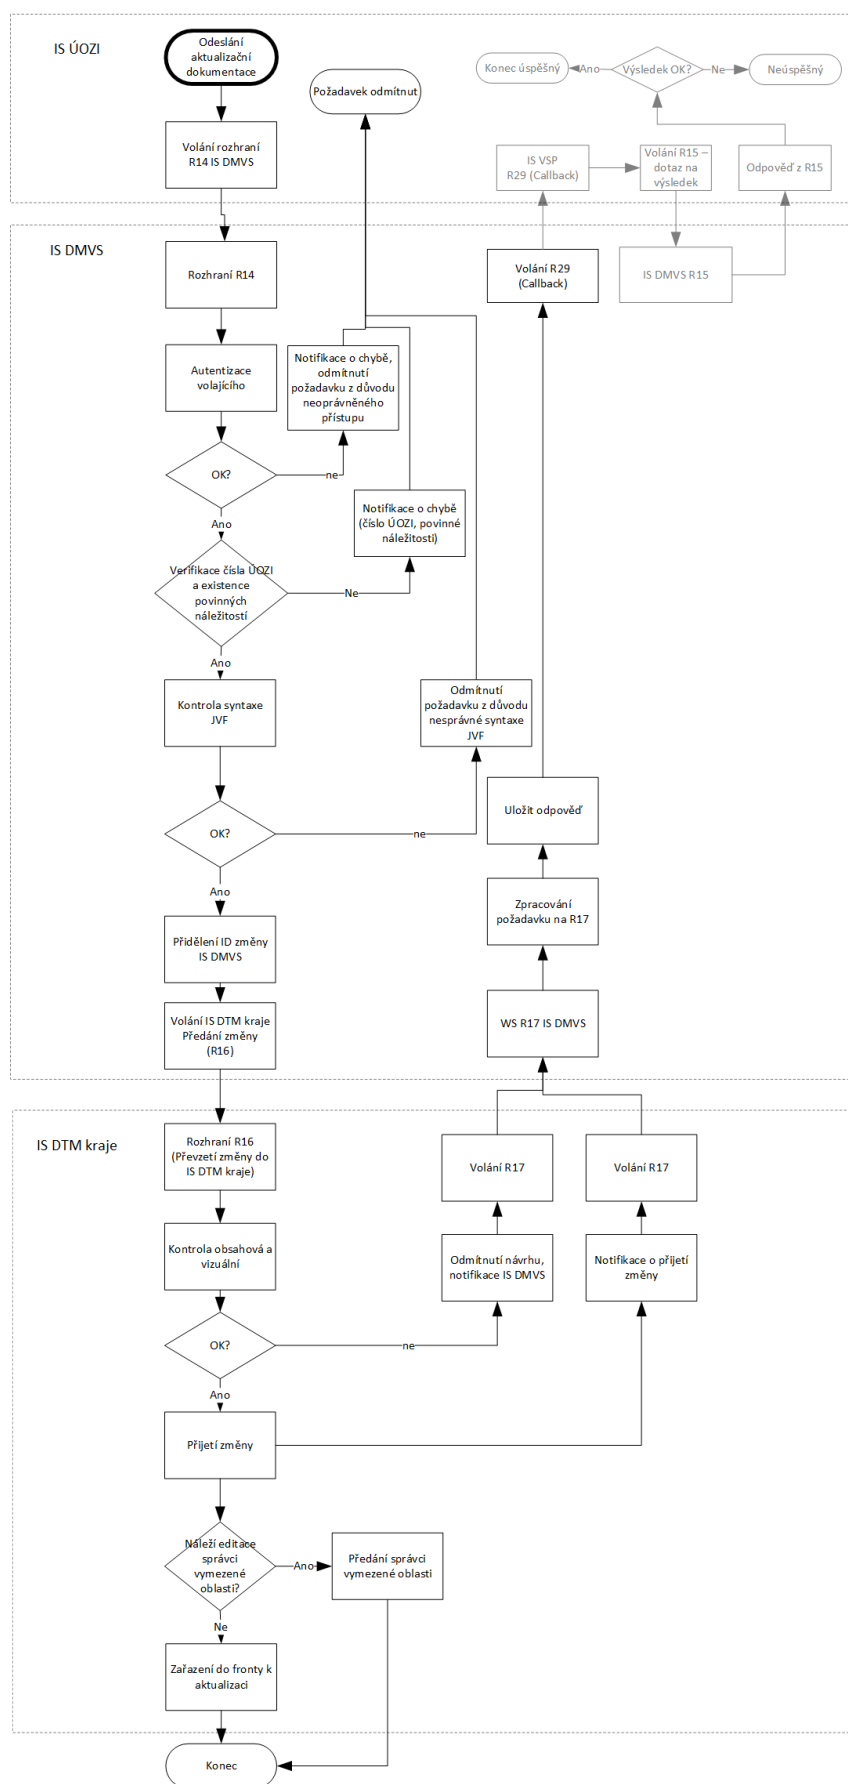 IS ÚOZI
Odeslání
aktualizační
dokumentace
Konec úspěšný
Ano
Výsledek OK?
Ne
Neúspěšný
Požadavek odmítnut
Volání rozhraní
R14 IS DMVS
IS VSP
R29 (Callback)
Volání R15 –
dotaz na
výsledek
Odpověď z R15
IS DMVS
Rozhraní R14
Volání R29
(Callback)
IS DMVS R15
Autentizace
volajícího
Notifikace o chybě,
odmítnutí
požadavku z důvodu
neoprávněného
přístupu
OK?
ne
Ano
Notifikace o chybě
(číslo ÚOZI, povinné
náležitosti)
Verifikace čísla ÚOZI
a existence
povinných
náležitostí
Ne
Ano
Kontrola syntaxe
JVF
Odmítnutí
požadavku z důvodu
nesprávné syntaxe
JVF
OK?
ne
Uložit odpověď
Ano
Zpracování
požadavku na R17
Přidělení ID změny
IS DMVS
Volání IS DTM kraje
Předání změny
(R16)
WS R17 IS DMVS
IS DTM kraje
Rozhraní R16
(Převzetí změny do
IS DTM kraje)
Volání R17
Volání R17
Kontrola obsahová a
vizuální
Odmítnutí návrhu,
notifikace IS DMVS
Notifikace o přijetí
změny
OK?
ne
Ano
Přijetí změny
Náleží editace
správci
vymezené
oblasti?
Ano
Předání správci
vymezené oblasti
Ne
Zařazení do fronty k
aktualizaci
Konec